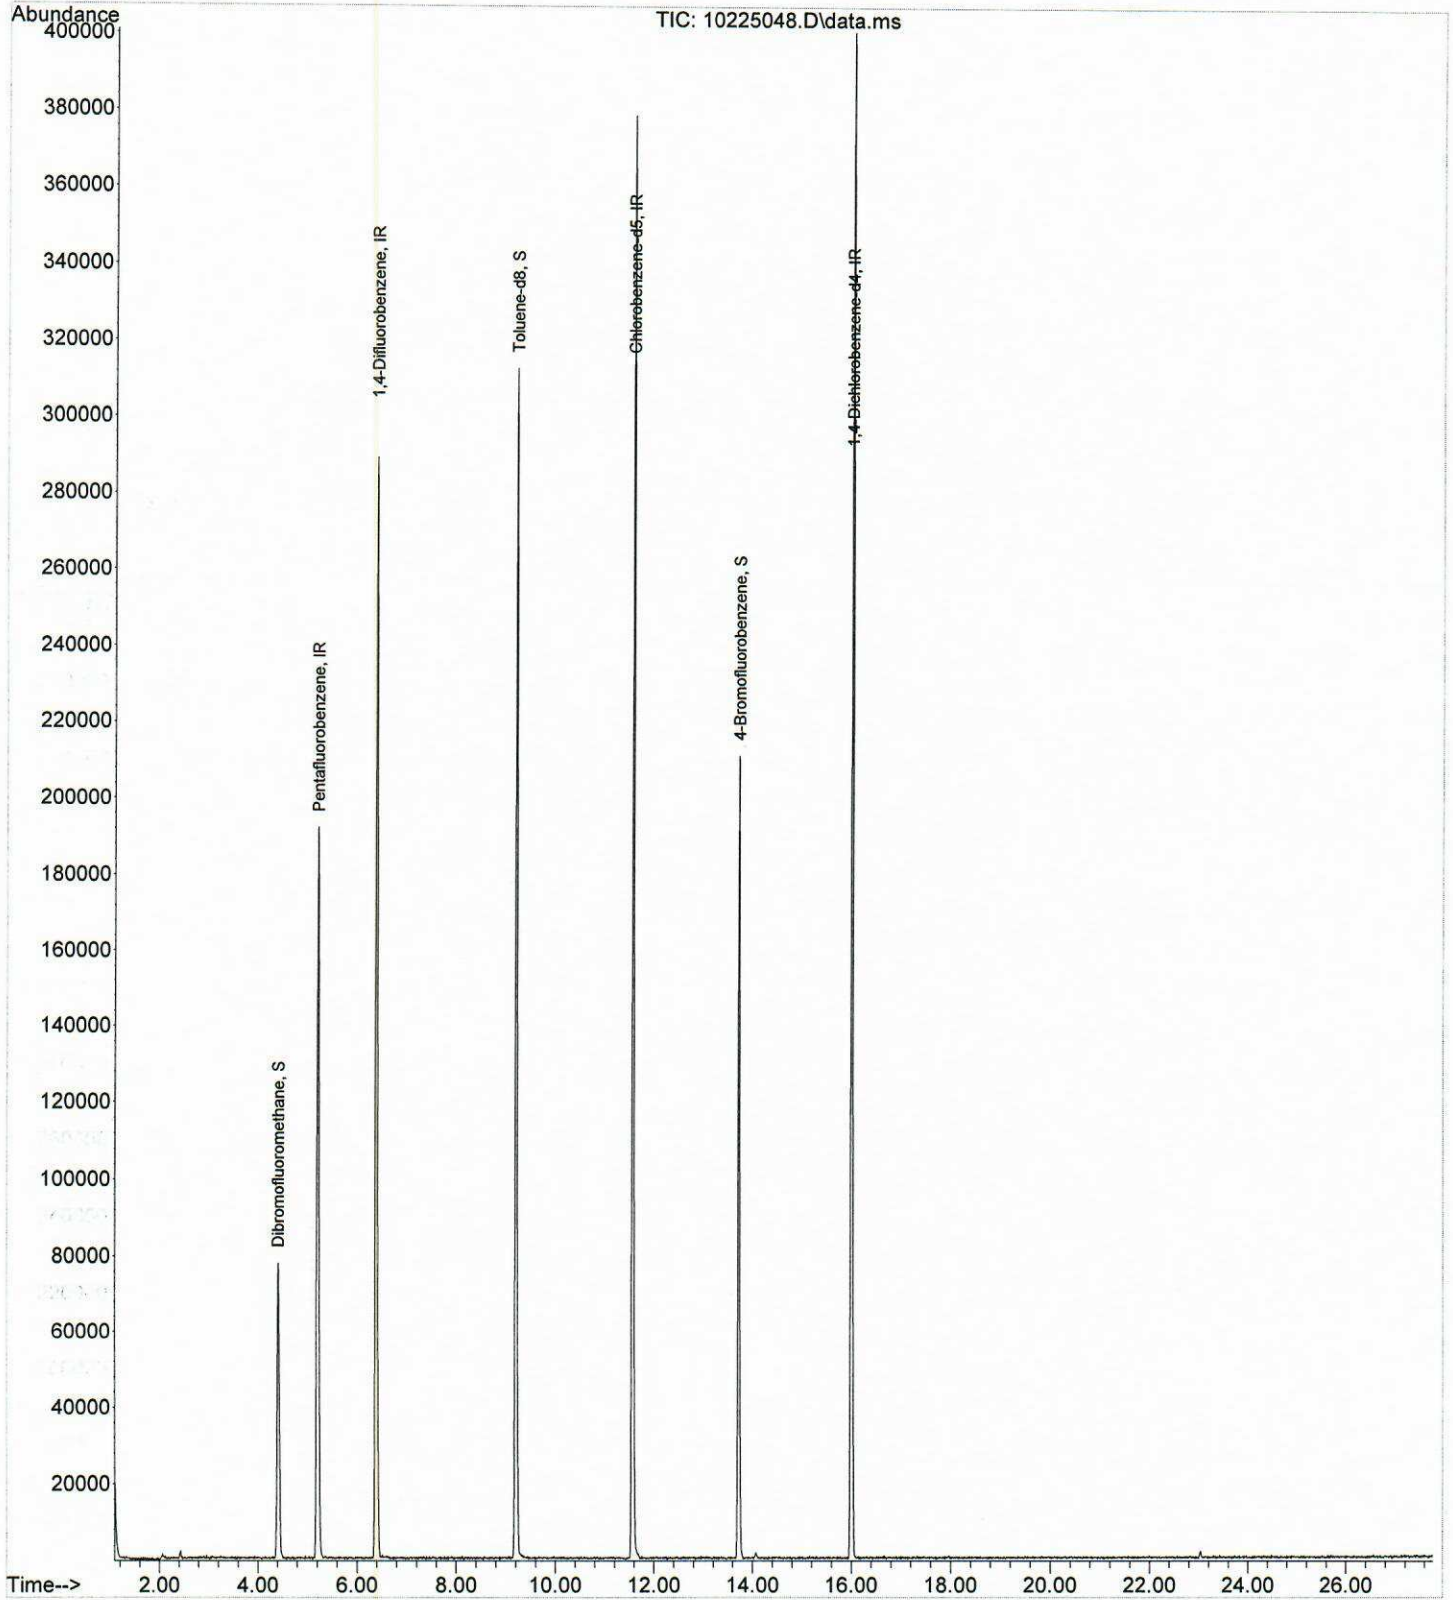 Abundance
TIC: 10225048.D\data.ms
400000
380000
360000
340000
320000
300000
280000
260000
240000
220000
200000
180000
160000
140000
120000
100000
80000
60000
40000
20000
Dibromofluoromethane, S
Pentafluorobenzene, IR
1,4-Difluorobenzene, IR
Toluene-d8, S
Chlorobenzene-d5, IR
4-Bromofluorobenzene, S
1,4-Dichlorobenzene-d4, IR
Time--> 2.00 4.00 6.00 8.00 10.00 12.00 14.00 16.00 18.00 20.00 22.00 24.00 26.00